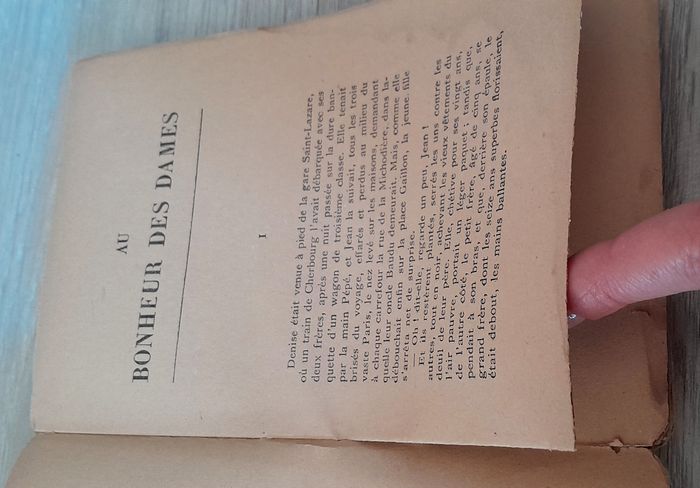 AU
BONHEUR DES DAMES
I
Denise était venue à pied de la gare Saint-Lazare,
où un train de Cherbourg l'avait débarquée avec ses
deux frères, après une nuit passée sur la dure ban-
quette d'un wagon de troisième classe. Elle tenait
par la main Pépé, et Jean la suivait, tous les trois
brisés du voyage, effarés et perdus au milieu du
vaste Paris, le nez levé sur les maisons, demandant
à chaque carrefour la rue de la Michodière, dans la-
quelle leur oncle Baudu demeurait. Mais, comme elle
débouchait enfin sur la place Gaillon, la jeune fille
s'arrêta net de surprise.
— Oh ! dit-elle, regarde un peu, Jean !
Et ils restèrent plantés, serrés les uns contre les
autres, tout en noir, achevant les vieux vêtements du
deuil de leur père. Elle, chétive pour ses vingt ans,
l'air pauvre, portait un léger paquet ; tandis que,
de l'autre côté, le petit frère, âgé de cinq ans, se
pendait à son bras, et que, derrière son épaule, le
grand frère, dont les seize ans superbes florissaient,
était debout, les mains ballantes.